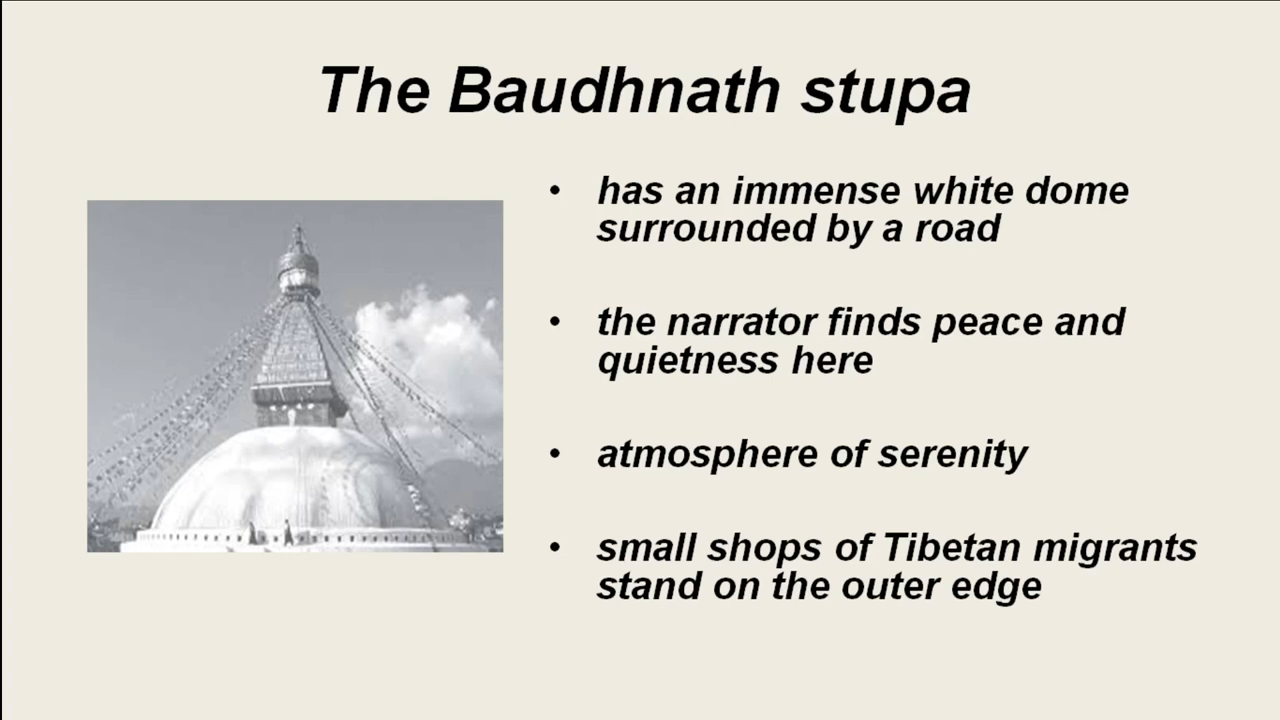 The Baudhnath stupa
• has an immense white dome
surrounded by a road
• the narrator finds peace and
quietness here
• atmosphere of serenity
• small shops of Tibetan migrants
stand on the outer edge